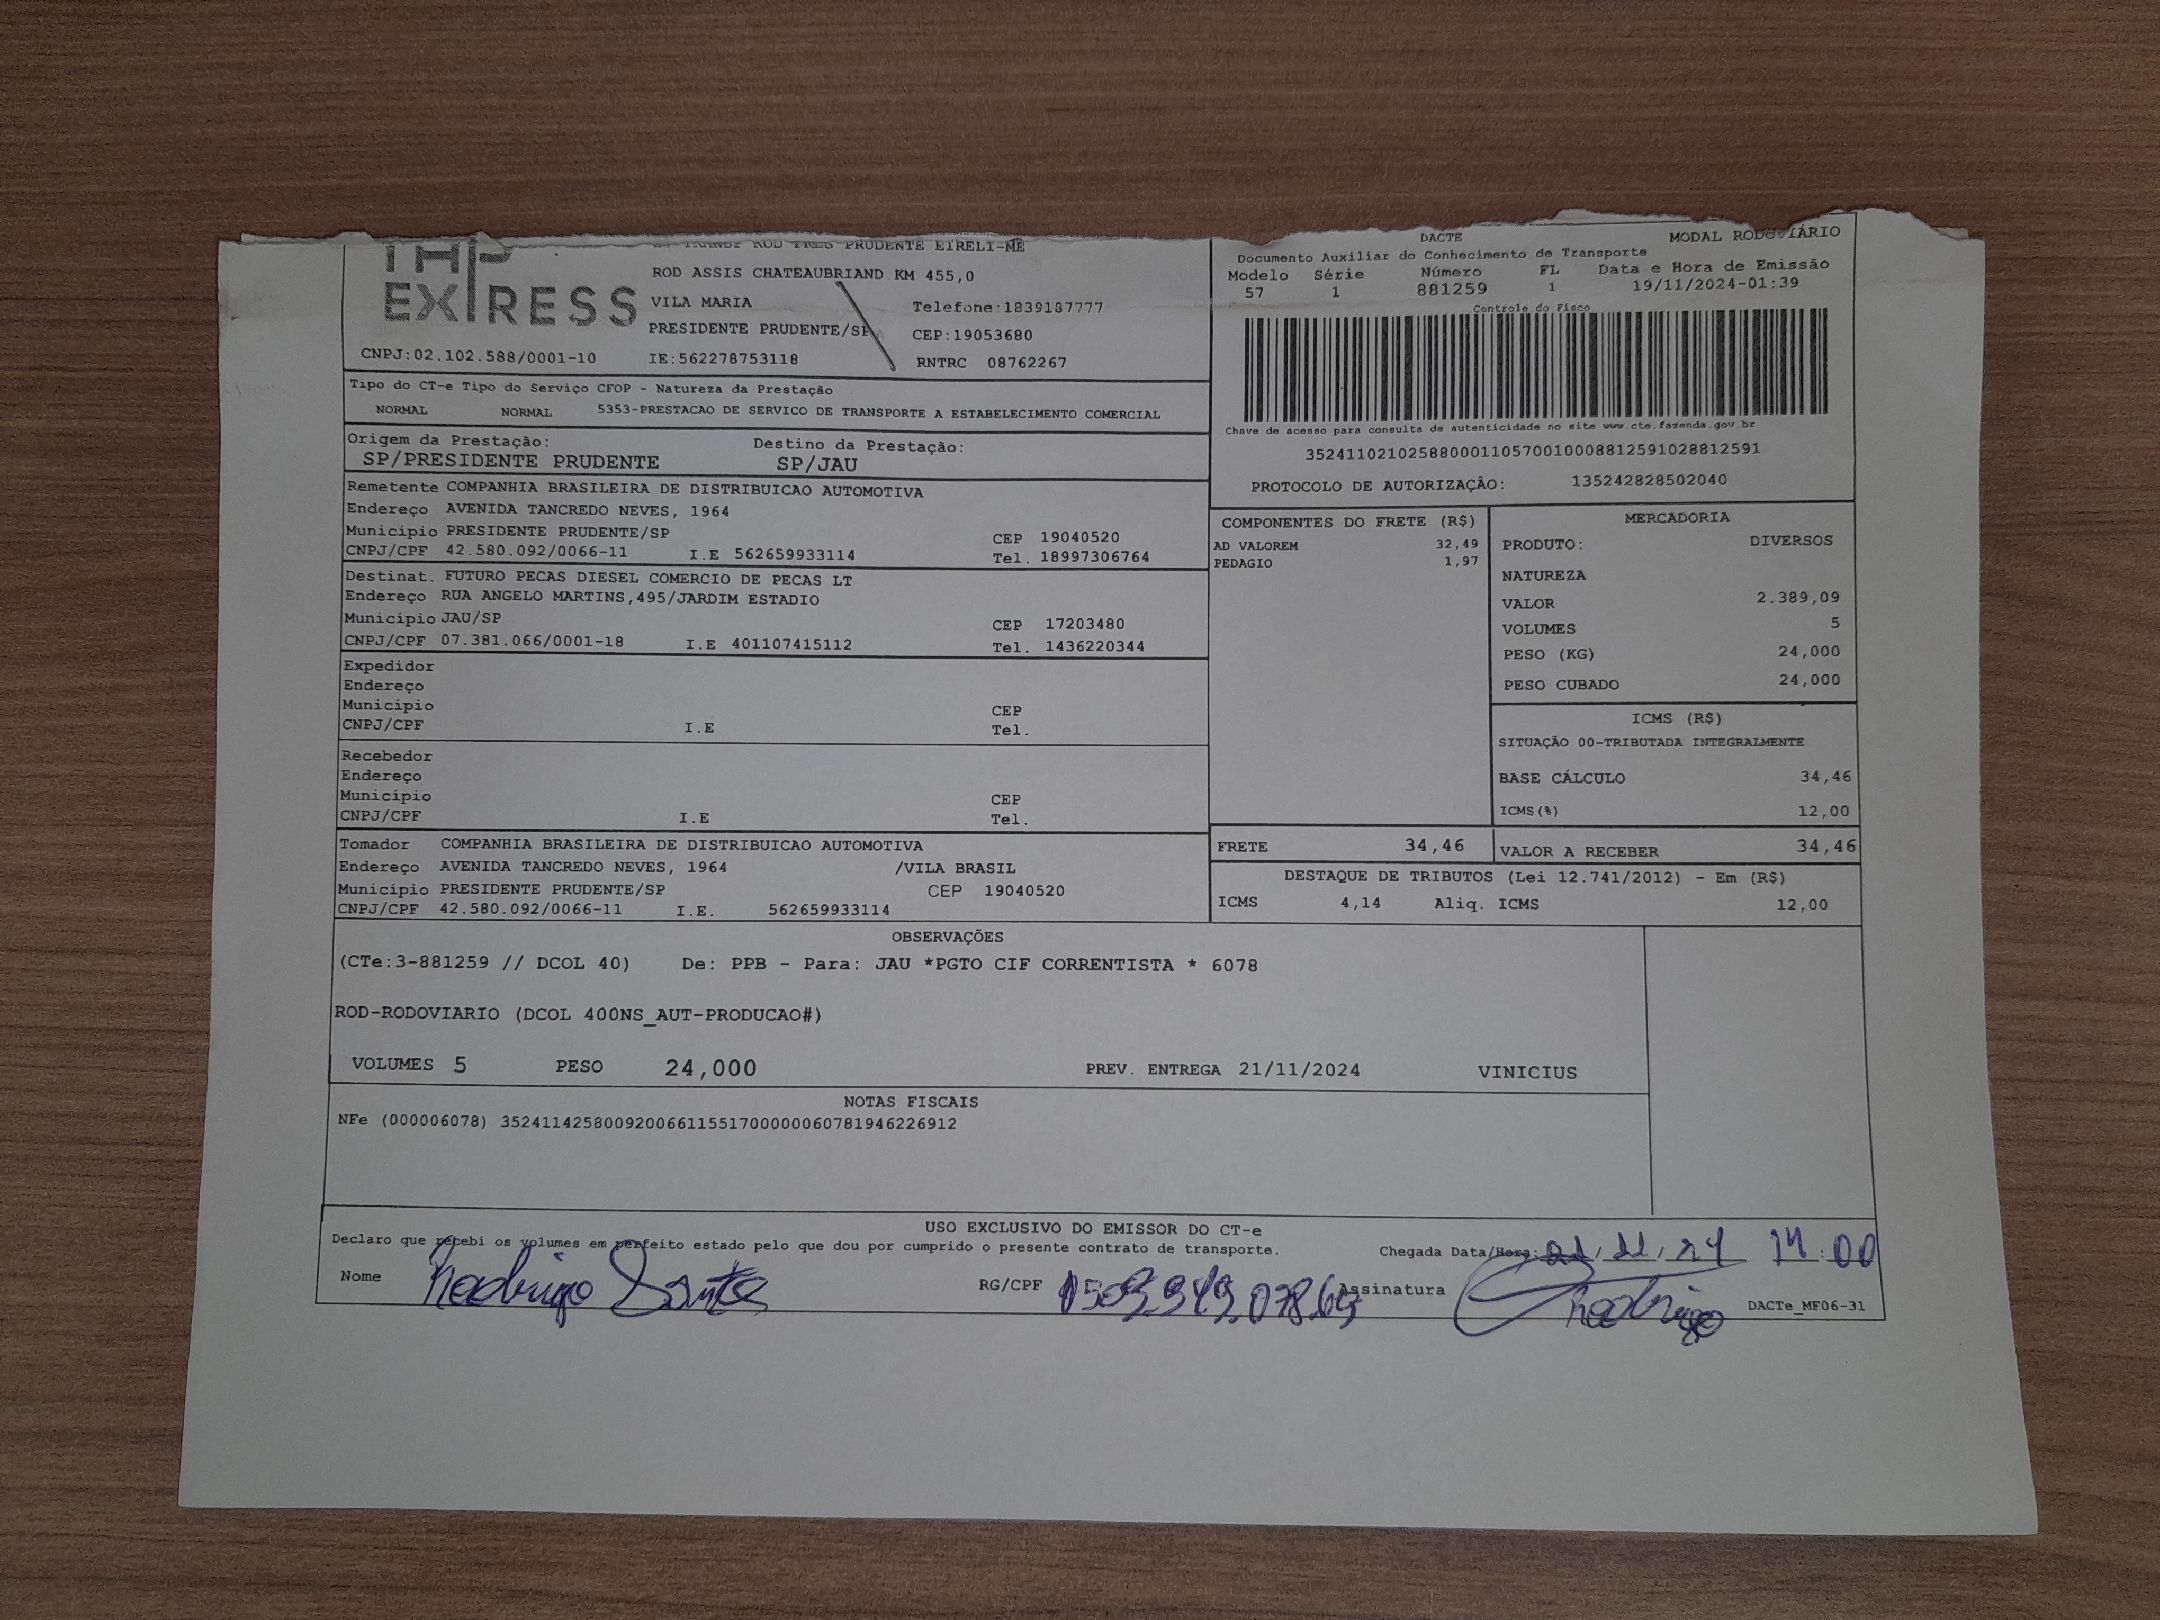 THP
EXPRESS
TRANSP ROD TRES PRUDENTE EIRELI-ME
ROD ASSIS CHATEAUBRIAND KM 455,0
VILA MARIA
Telefone:1839187777
PRESIDENTE PRUDENTE/SP
CEP:19053680
CNPJ:02.102.588/0001-10
IE:562278753118
RNTRC 08762267
DACTE
MODAL RODOVIÁRIO
Documento Auxiliar do Conhecimento de Transporte
Modelo Série Número FL Data e Hora de Emissão
57 1 881259 1 19/11/2024-01:39
Controle do Fisco
Chave de acesso para consulta de autenticidade no site www.cte.fazenda.gov.br
35241102102588000110570010008812591028812591
PROTOCOLO DE AUTORIZAÇÂO: 135242828502040
Tipo do CT-e Tipo do Serviço CFOP - Natureza da Prestação
NORMAL NORMAL 5353-PRESTACAO DE SERVICO DE TRANSPORTE A ESTABELECIMENTO COMERCIAL
Origem da Prestação: Destino da Prestação:
SP/PRESIDENTE PRUDENTE SP/JAU
Remetente COMPANHIA BRASILEIRA DE DISTRIBUICAO AUTOMOTIVA
Endereço AVENIDA TANCREDO NEVES, 1964
Município PRESIDENTE PRUDENTE/SP CEP 19040520
CNPJ/CPF 42.580.092/0066-11 I.E 562659933114 Tel. 18997306764
Destinat. FUTURO PECAS DIESEL COMERCIO DE PECAS LT
Endereço RUA ANGELO MARTINS,495/JARDIM ESTADIO
Município JAU/SP CEP 17203480
CNPJ/CPF 07.381.066/0001-18 I.E 401107415112 Tel. 1436220344
Expedidor
Endereço
Município CEP
CNPJ/CPF I.E Tel.
Recebedor
Endereço
Município CEP
CNPJ/CPF I.E Tel.
Tomador COMPANHIA BRASILEIRA DE DISTRIBUICAO AUTOMOTIVA
Endereço AVENIDA TANCREDO NEVES, 1964 /VILA BRASIL
Município PRESIDENTE PRUDENTE/SP CEP 19040520
CNPJ/CPF 42.580.092/0066-11 I.E. 562659933114
COMPONENTES DO FRETE (R$)
AD VALOREM 32,49
PEDAGIO 1,97
MERCADORIA
PRODUTO: DIVERSOS
NATUREZA
VALOR 2.389,09
VOLUMES 5
PESO (KG) 24,000
PESO CUBADO 24,000
ICMS (R$)
SITUAÇÃO 00-TRIBUTADA INTEGRALMENTE
BASE CÁLCULO 34,46
ICMS(%) 12,00
FRETE 34,46 VALOR A RECEBER 34,46
DESTAQUE DE TRIBUTOS (Lei 12.741/2012) - Em (R$)
ICMS 4,14 Aliq. ICMS 12,00
OBSERVAÇÕES
(CTe:3-881259 // DCOL 40) De: PPB - Para: JAU *PGTO CIF CORRENTISTA * 6078
ROD-RODOVIARIO (DCOL 400NS_AUT-PRODUCAO#)
VOLUMES 5 PESO 24,000 PREV. ENTREGA 21/11/2024 VINICIUS
NOTAS FISCAIS
NFe (000006078) 35241142580092006611551700000060781946226912
USO EXCLUSIVO DO EMISSOR DO CT-e
Declaro que recebi os volumes em perfeito estado pelo que dou por cumprido o presente contrato de transporte.
Chegada Data/Hora: 21/11/24 14:00
Nome Rodrigo Santos RG/CPF Assinatura Rodrigo
DACTe_MF06-31